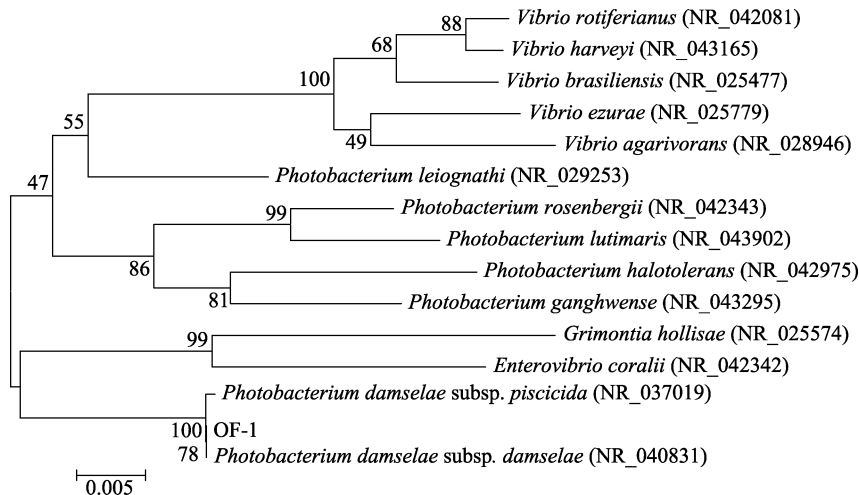 88 Vibrio rotiferianus (NR_042081)
68 Vibrio harveyi (NR_043165)
100 Vibrio brasiliensis (NR_025477)
Vibrio ezurae (NR_025779)
55 49 Vibrio agarivorans (NR_028946)
47 Photobacterium leiognathi (NR_029253)
99 Photobacterium rosenbergii (NR_042343)
Photobacterium lutimaris (NR_043902)
86 Photobacterium halotolerans (NR_042975)
81 Photobacterium ganghwense (NR_043295)
99 Grimontia hollisae (NR_025574)
Enterovibrio coralii (NR_042342)
Photobacterium damselae subsp. piscicida (NR_037019)
100 OF-1
78 Photobacterium damselae subsp. damselae (NR_040831)
0.005